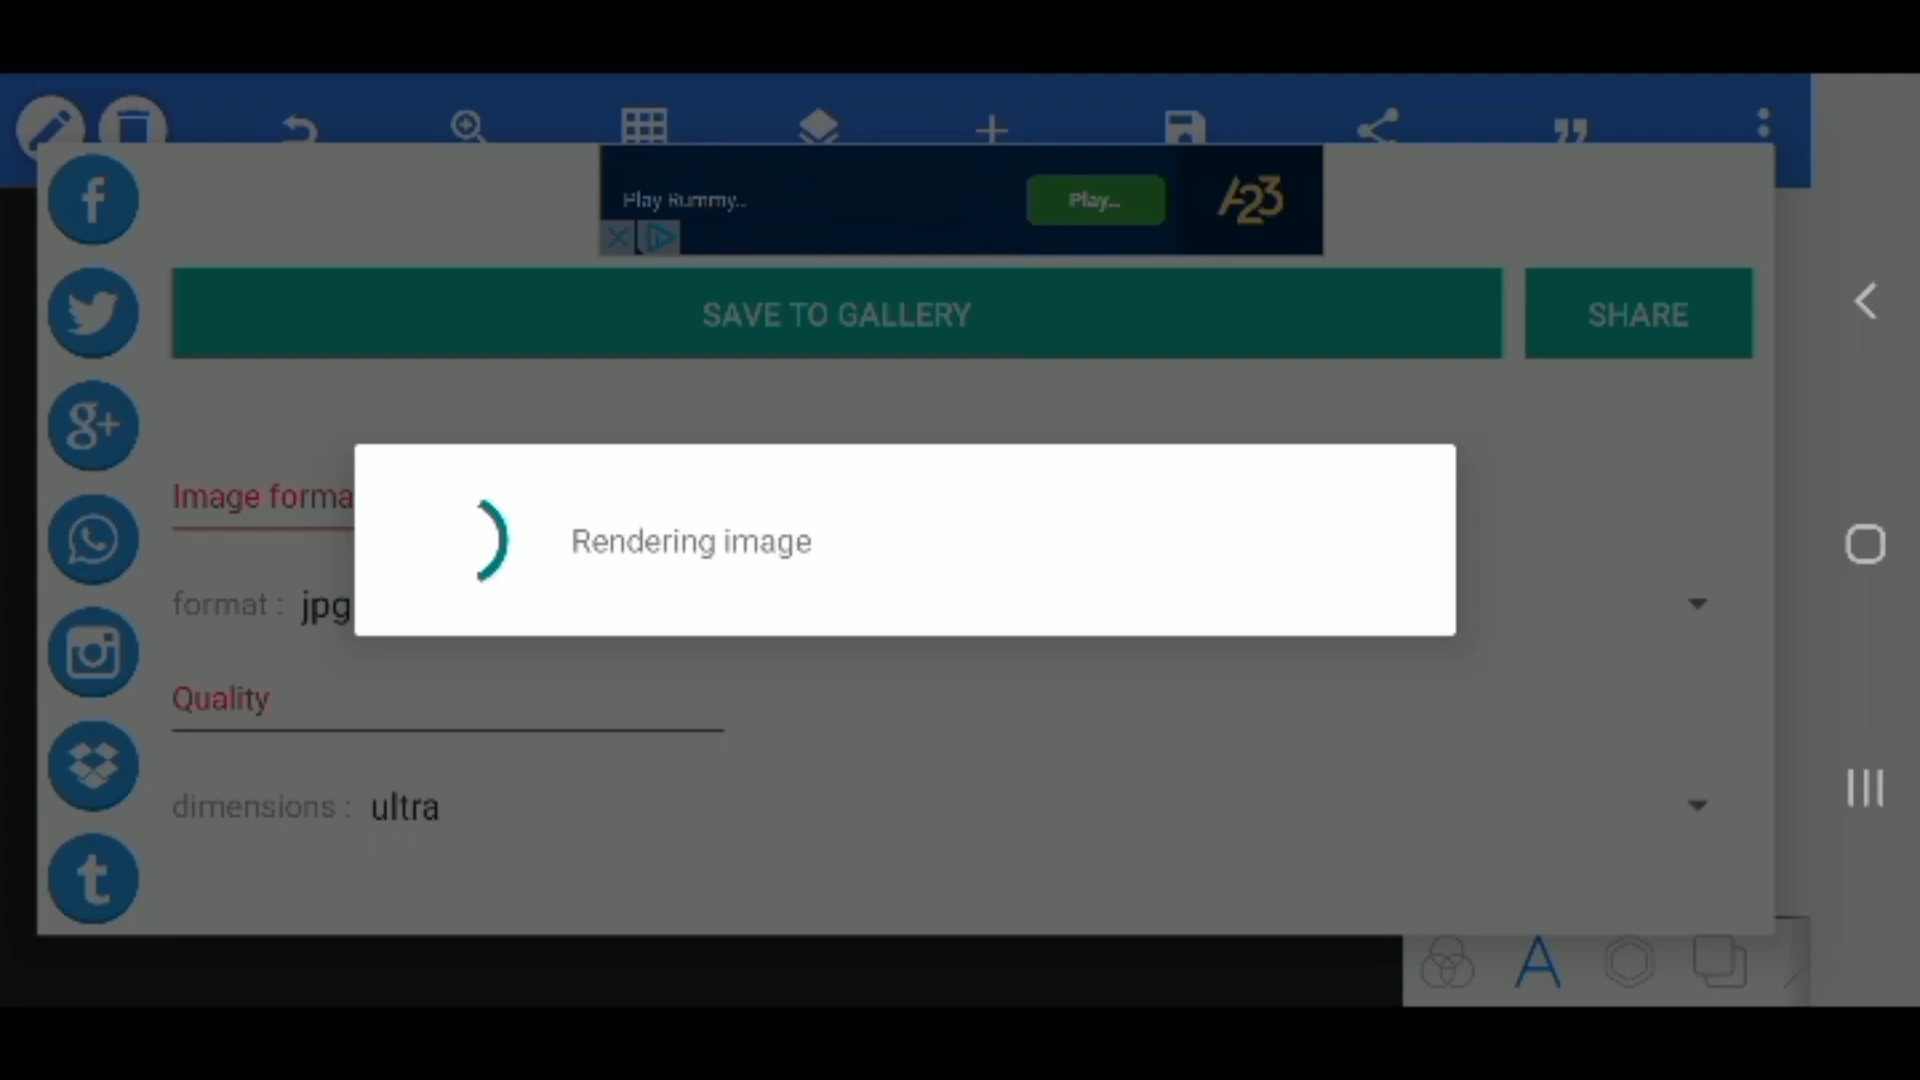 Play Rummy..
Play...
A23
SAVE TO GALLERY
SHARE
Image forma
Rendering image
format : jpg
Quality
dimensions : ultra